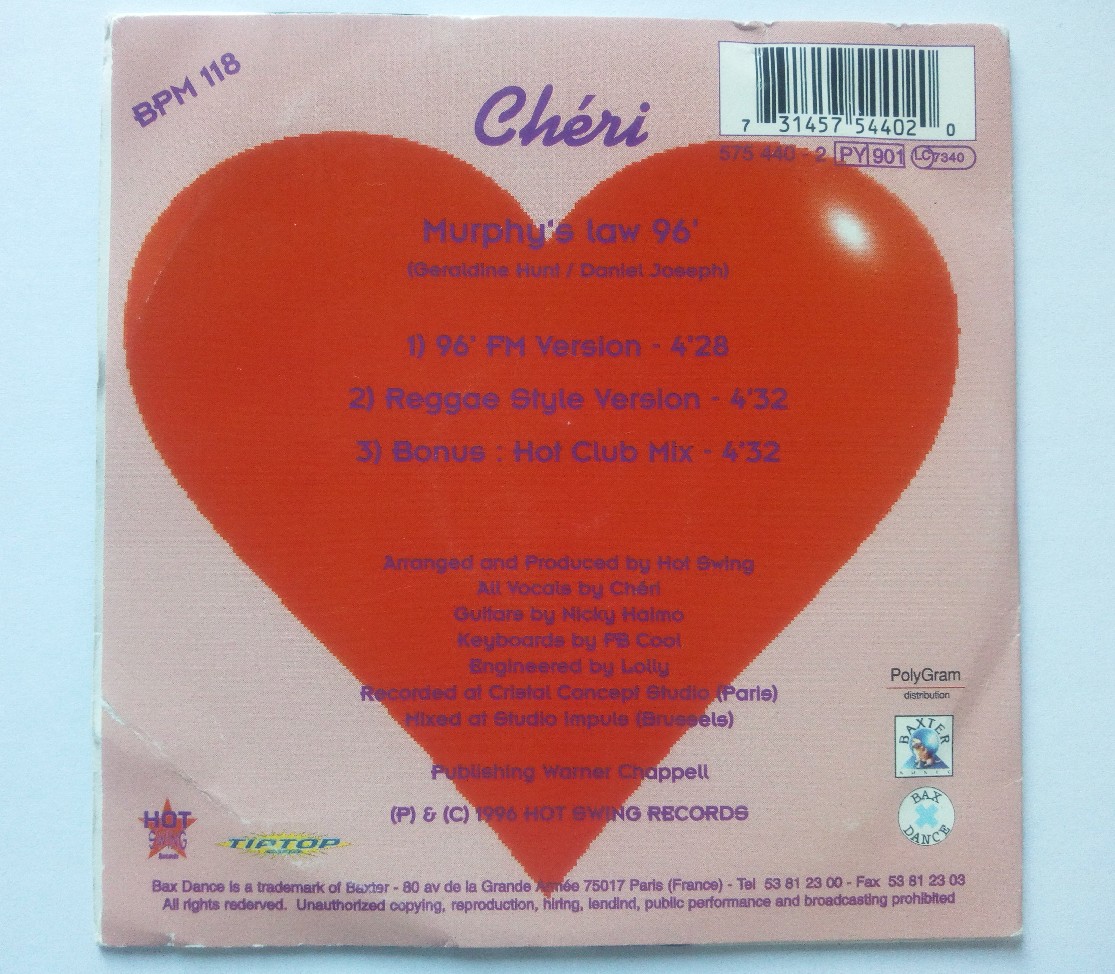 BPM 118
Chéri
7 31457 54402 0
575 440 - 2 PY 901 LC 7340
Murphy's law 96'
(Geraldine Hunt / Daniel Joseph)
1) 96' FM Version - 4'28
2) Reggae Style Version - 4'32
3) Bonus : Hot Club Mix - 4'32
Arranged and Produced by Hot Swing
All Vocals by Chéri
Guitars by Nicky Halmo
Keyboards by PB Cool
Engineered by Lolly
Recorded at Cristal Concept Studio (Paris)
Mixed at Studio Impuls (Brussels)
Publishing Warner Chappell
(P) & (C) 1996 HOT SWING RECORDS
PolyGram
distribution
BAXTER
MUSIC
BAX
DANCE
HOT
SWING
Records
TIPTOP
Bax Dance is a trademark of Baxter - 80 av de la Grande Armée 75017 Paris (France) - Tel 53 81 23 00 - Fax 53 81 23 03
All rights rederved. Unauthorized copying, reproduction, hiring, lendind, public performance and broadcasting prohibited